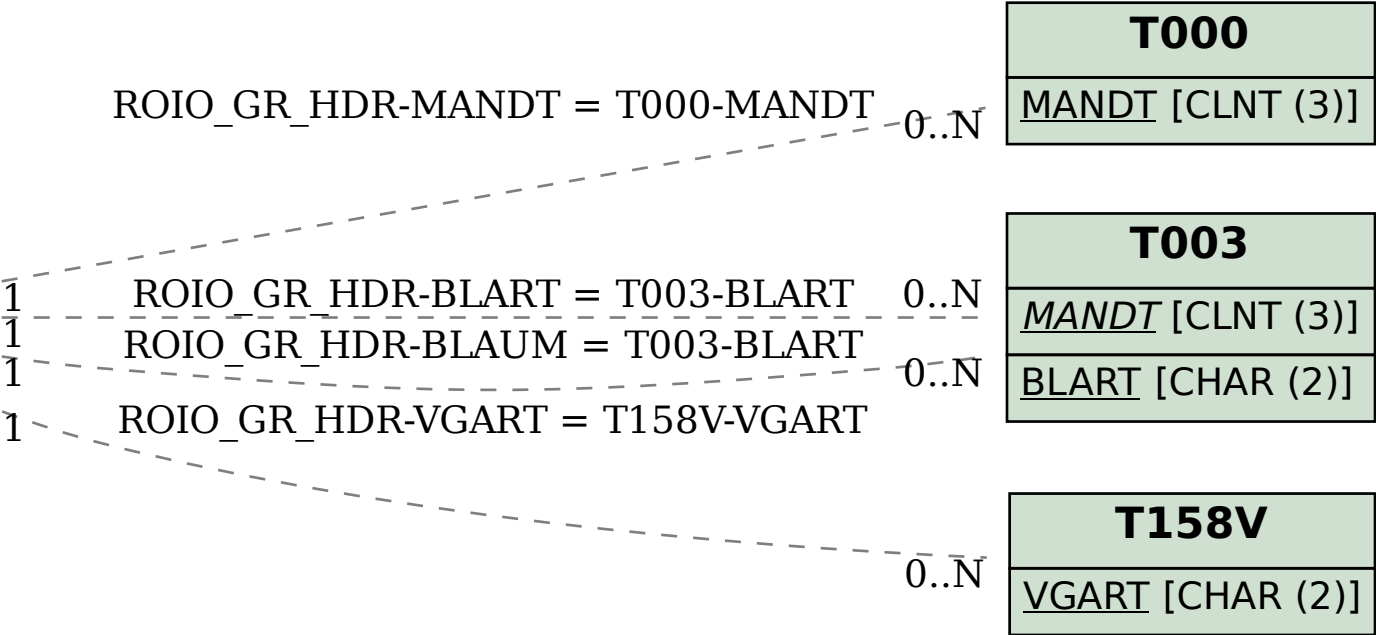 T000
ROIO_GR_HDR-MANDT = T000-MANDT
0..N
MANDT [CLNT (3)]
T003
1
ROIO_GR_HDR-BLART = T003-BLART
0..N
MANDT [CLNT (3)]
1
ROIO_GR_HDR-BLAUM = T003-BLART
1
0..N
BLART [CHAR (2)]
1
ROIO_GR_HDR-VGART = T158V-VGART
T158V
0..N
VGART [CHAR (2)]